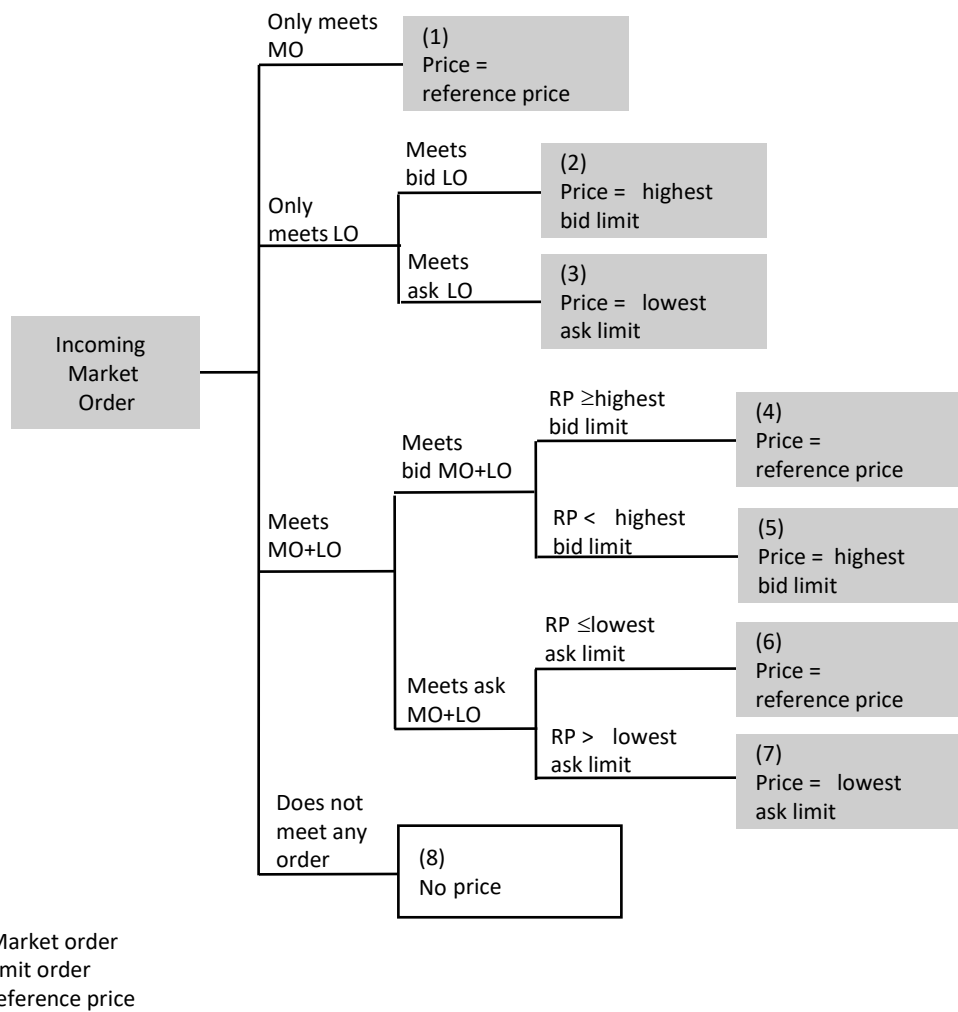 Only meets
MO
(1)
Price =
reference price
Meets
bid LO
(2)
Price = highest
bid limit
Only
meets LO
Meets
ask LO
(3)
Price = lowest
ask limit
Incoming
Market
Order
RP ≥highest
bid limit
(4)
Price =
reference price
Meets
bid MO+LO
RP < highest
bid limit
(5)
Price = highest
bid limit
Meets
MO+LO
RP ≤lowest
ask limit
(6)
Price =
reference price
Meets ask
MO+LO
RP > lowest
ask limit
(7)
Price = lowest
ask limit
Does not
meet any
order
(8)
No price
Market order
mit order
eference price